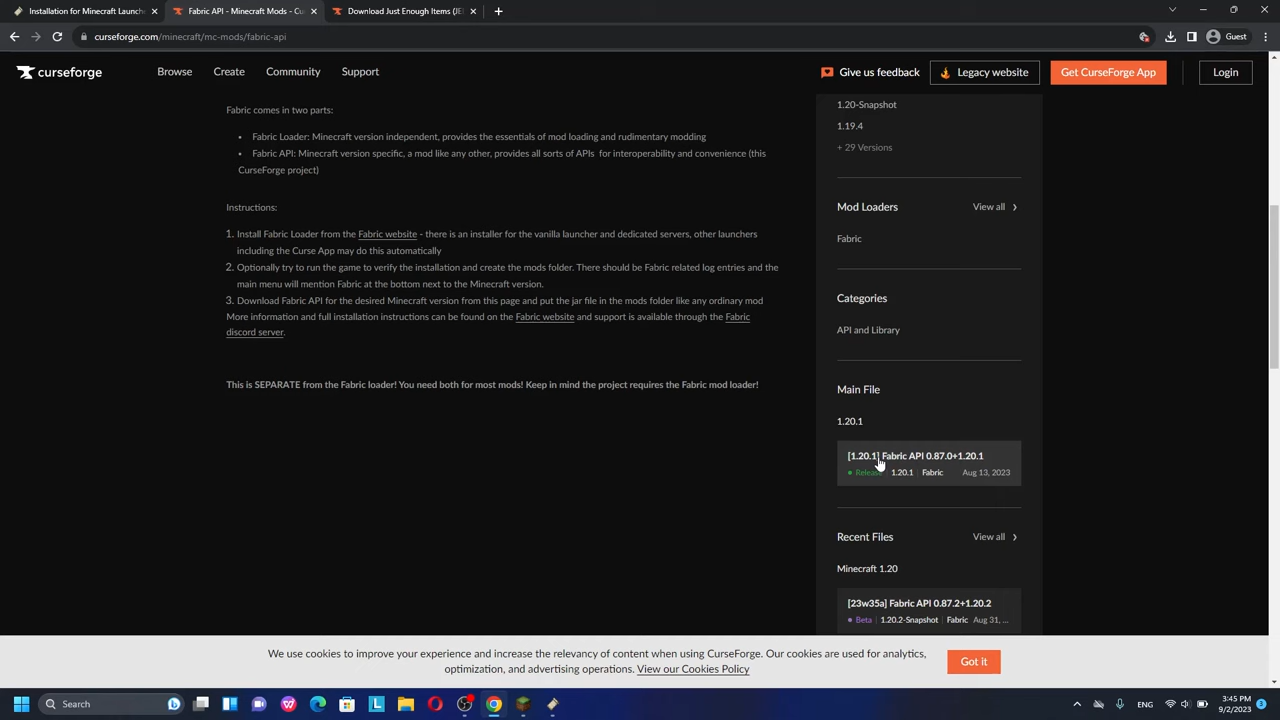 Installation for Minecraft Launche
Fabric API - Minecraft Mods - Cu
Download Just Enough Items (JEI
curseforge.com/minecraft/mc-mods/fabric-api
Guest
curseforge
Browse
Create
Community
Support
Give us feedback
Legacy website
Get CurseForge App
Login
Fabric comes in two parts:
• Fabric Loader: Minecraft version independent, provides the essentials of mod loading and rudimentary modding
• Fabric API: Minecraft version specific, a mod like any other, provides all sorts of APIs for interoperability and convenience (this
CurseForge project)
Instructions:
1. Install Fabric Loader from the Fabric website - there is an installer for the vanilla launcher and dedicated servers, other launchers
including the Curse App may do this automatically
2. Optionally try to run the game to verify the installation and create the mods folder. There should be Fabric related log entries and the
main menu will mention Fabric at the bottom next to the Minecraft version.
3. Download Fabric API for the desired Minecraft version from this page and put the jar file in the mods folder like any ordinary mod
More information and full installation instructions can be found on the Fabric website and support is available through the Fabric
discord server.
This is SEPARATE from the Fabric loader! You need both for most mods! Keep in mind the project requires the Fabric mod loader!
1.20-Snapshot
1.19.4
+ 29 Versions
Mod Loaders
View all
Fabric
Categories
API and Library
Main File
1.20.1
[1.20.1] Fabric API 0.87.0+1.20.1
Release 1.20.1 Fabric Aug 13, 2023
Recent Files
View all
Minecraft 1.20
[23w35a] Fabric API 0.87.2+1.20.2
Beta 1.20.2-Snapshot Fabric Aug 31, ...
We use cookies to improve your experience and increase the relevancy of content when using CurseForge. Our cookies are used for analytics,
optimization, and advertising operations. View our Cookies Policy
Got it
Search
ENG
3:45 PM
9/2/2023
3